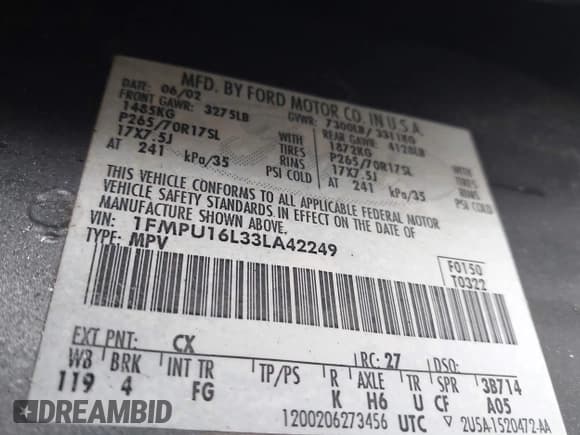 MFD. BY FORD MOTOR CO. IN U.S.A.
DATE: 06/02 GVWR: 7300LB/ 3311KG
FRONT GAWR: 3275LB REAR GAWR: 4128LB
1485KG WITH 1872KG WITH
P265/70R17SL TIRES P265/70R17SL TIRES
17X7.5J RIMS 17X7.5J RIMS
AT 241 kPa/35 PSI COLD AT 241 kPa/35 PSI COLD
THIS VEHICLE CONFORMS TO ALL APPLICABLE FEDERAL MOTOR
VEHICLE SAFETY STANDARDS IN EFFECT ON THE DATE OF
MANUFACTURE SHOWN ABOVE.
VIN: 1FMPU16L33LA42249
TYPE: MPV
F0150
T0322
EXT PNT: CX RC: 27 DSO:
WB BRK INT TR TP/PS R AXLE TR SPR 3B714
119 4 FG K H6 U CF A05
1200206273456 UTC ▽ 2U5A-1520472-AA
DREAMBID